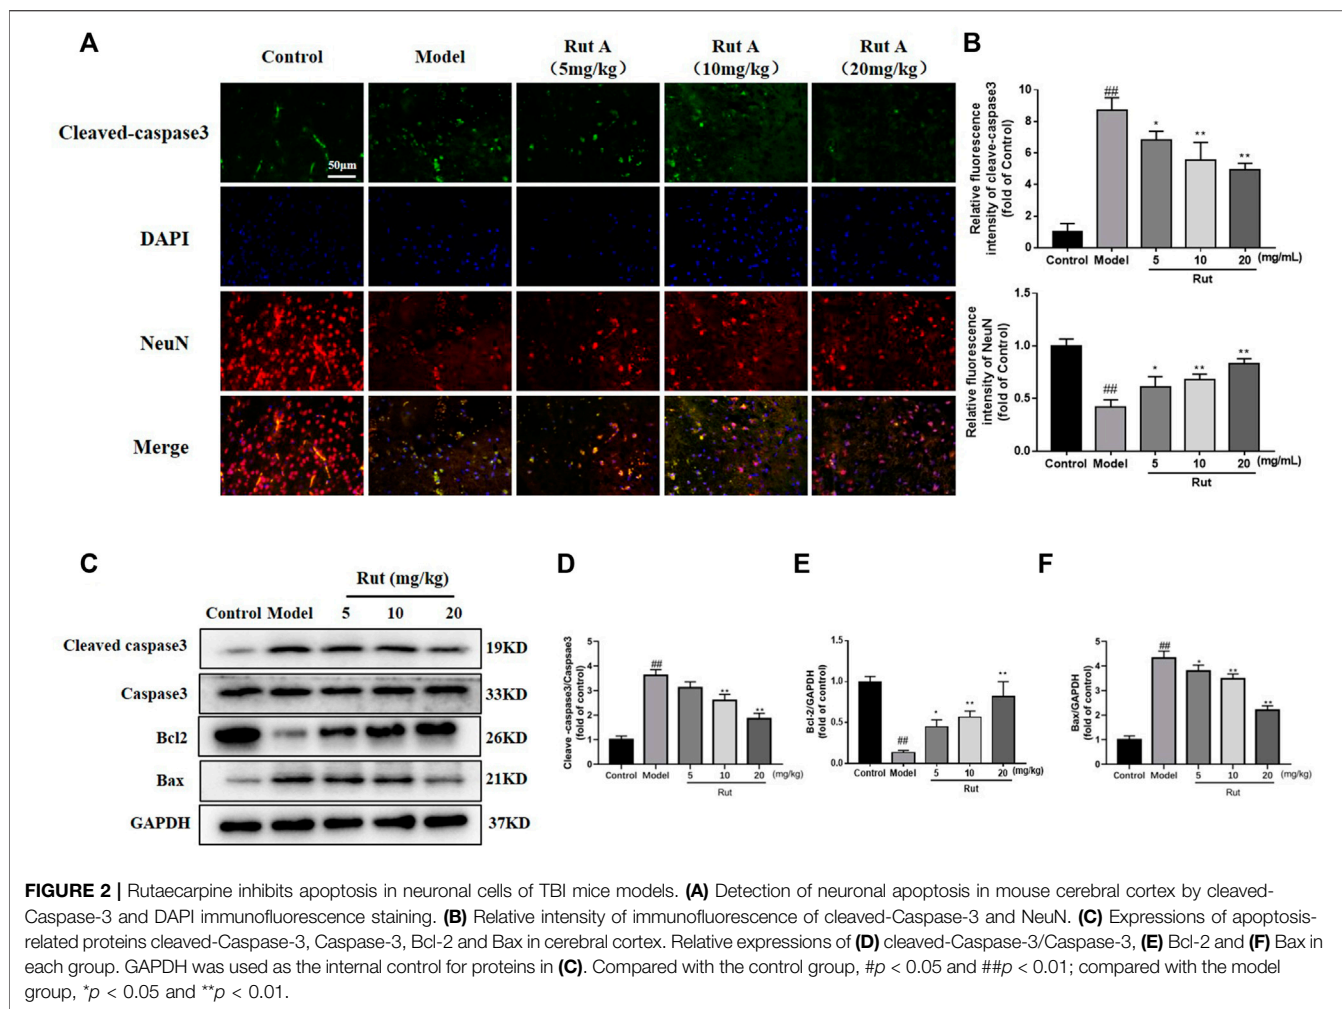 A
Control
Model
Rut A
（5mg/kg）
Rut A
（10mg/kg）
Rut A
（20mg/kg）
Cleaved-caspase3
50μm
DAPI
NeuN
Merge
B
Relative fluorescence
intensity of cleave-caspase3
(fold of Control)
10
8
6
4
2
0
##
*
**
**
Control
Model
5
10
20
(mg/mL)
Rut
Relative fluorescence
intensity of NeuN
(fold of Control)
1.5
1.0
0.5
0.0
##
*
**
**
Control
Model
5
10
20
(mg/mL)
Rut
C
Rut (mg/kg)
Control Model 5 10 20
Cleaved caspase3 19KD
Caspase3 33KD
Bcl2 26KD
Bax 21KD
GAPDH 37KD
D
Cleave -caspase3/Caspsae3
(fold of control)
5
4
3
2
1
0
##
**
**
Control
Model
5
10
20
(mg/kg)
Rut
E
Bcl-2/GAPDH
(fold of control)
1.5
1.0
0.5
0.0
##
*
**
**
Control
Model
5
10
20
(mg/kg)
Rut
F
Bax/GAPDH
(fold of control)
5
4
3
2
1
0
##
*
**
**
Control
Model
5
10
20
(mg/kg)
Rut
FIGURE 2 | Rutaecarpine inhibits apoptosis in neuronal cells of TBI mice models. (A) Detection of neuronal apoptosis in mouse cerebral cortex by cleaved-
Caspase-3 and DAPI immunofluorescence staining. (B) Relative intensity of immunofluorescence of cleaved-Caspase-3 and NeuN. (C) Expressions of apoptosis-
related proteins cleaved-Caspase-3, Caspase-3, Bcl-2 and Bax in cerebral cortex. Relative expressions of (D) cleaved-Caspase-3/Caspase-3, (E) Bcl-2 and (F) Bax in
each group. GAPDH was used as the internal control for proteins in (C). Compared with the control group, #p < 0.05 and ##p < 0.01; compared with the model
group, *p < 0.05 and **p < 0.01.